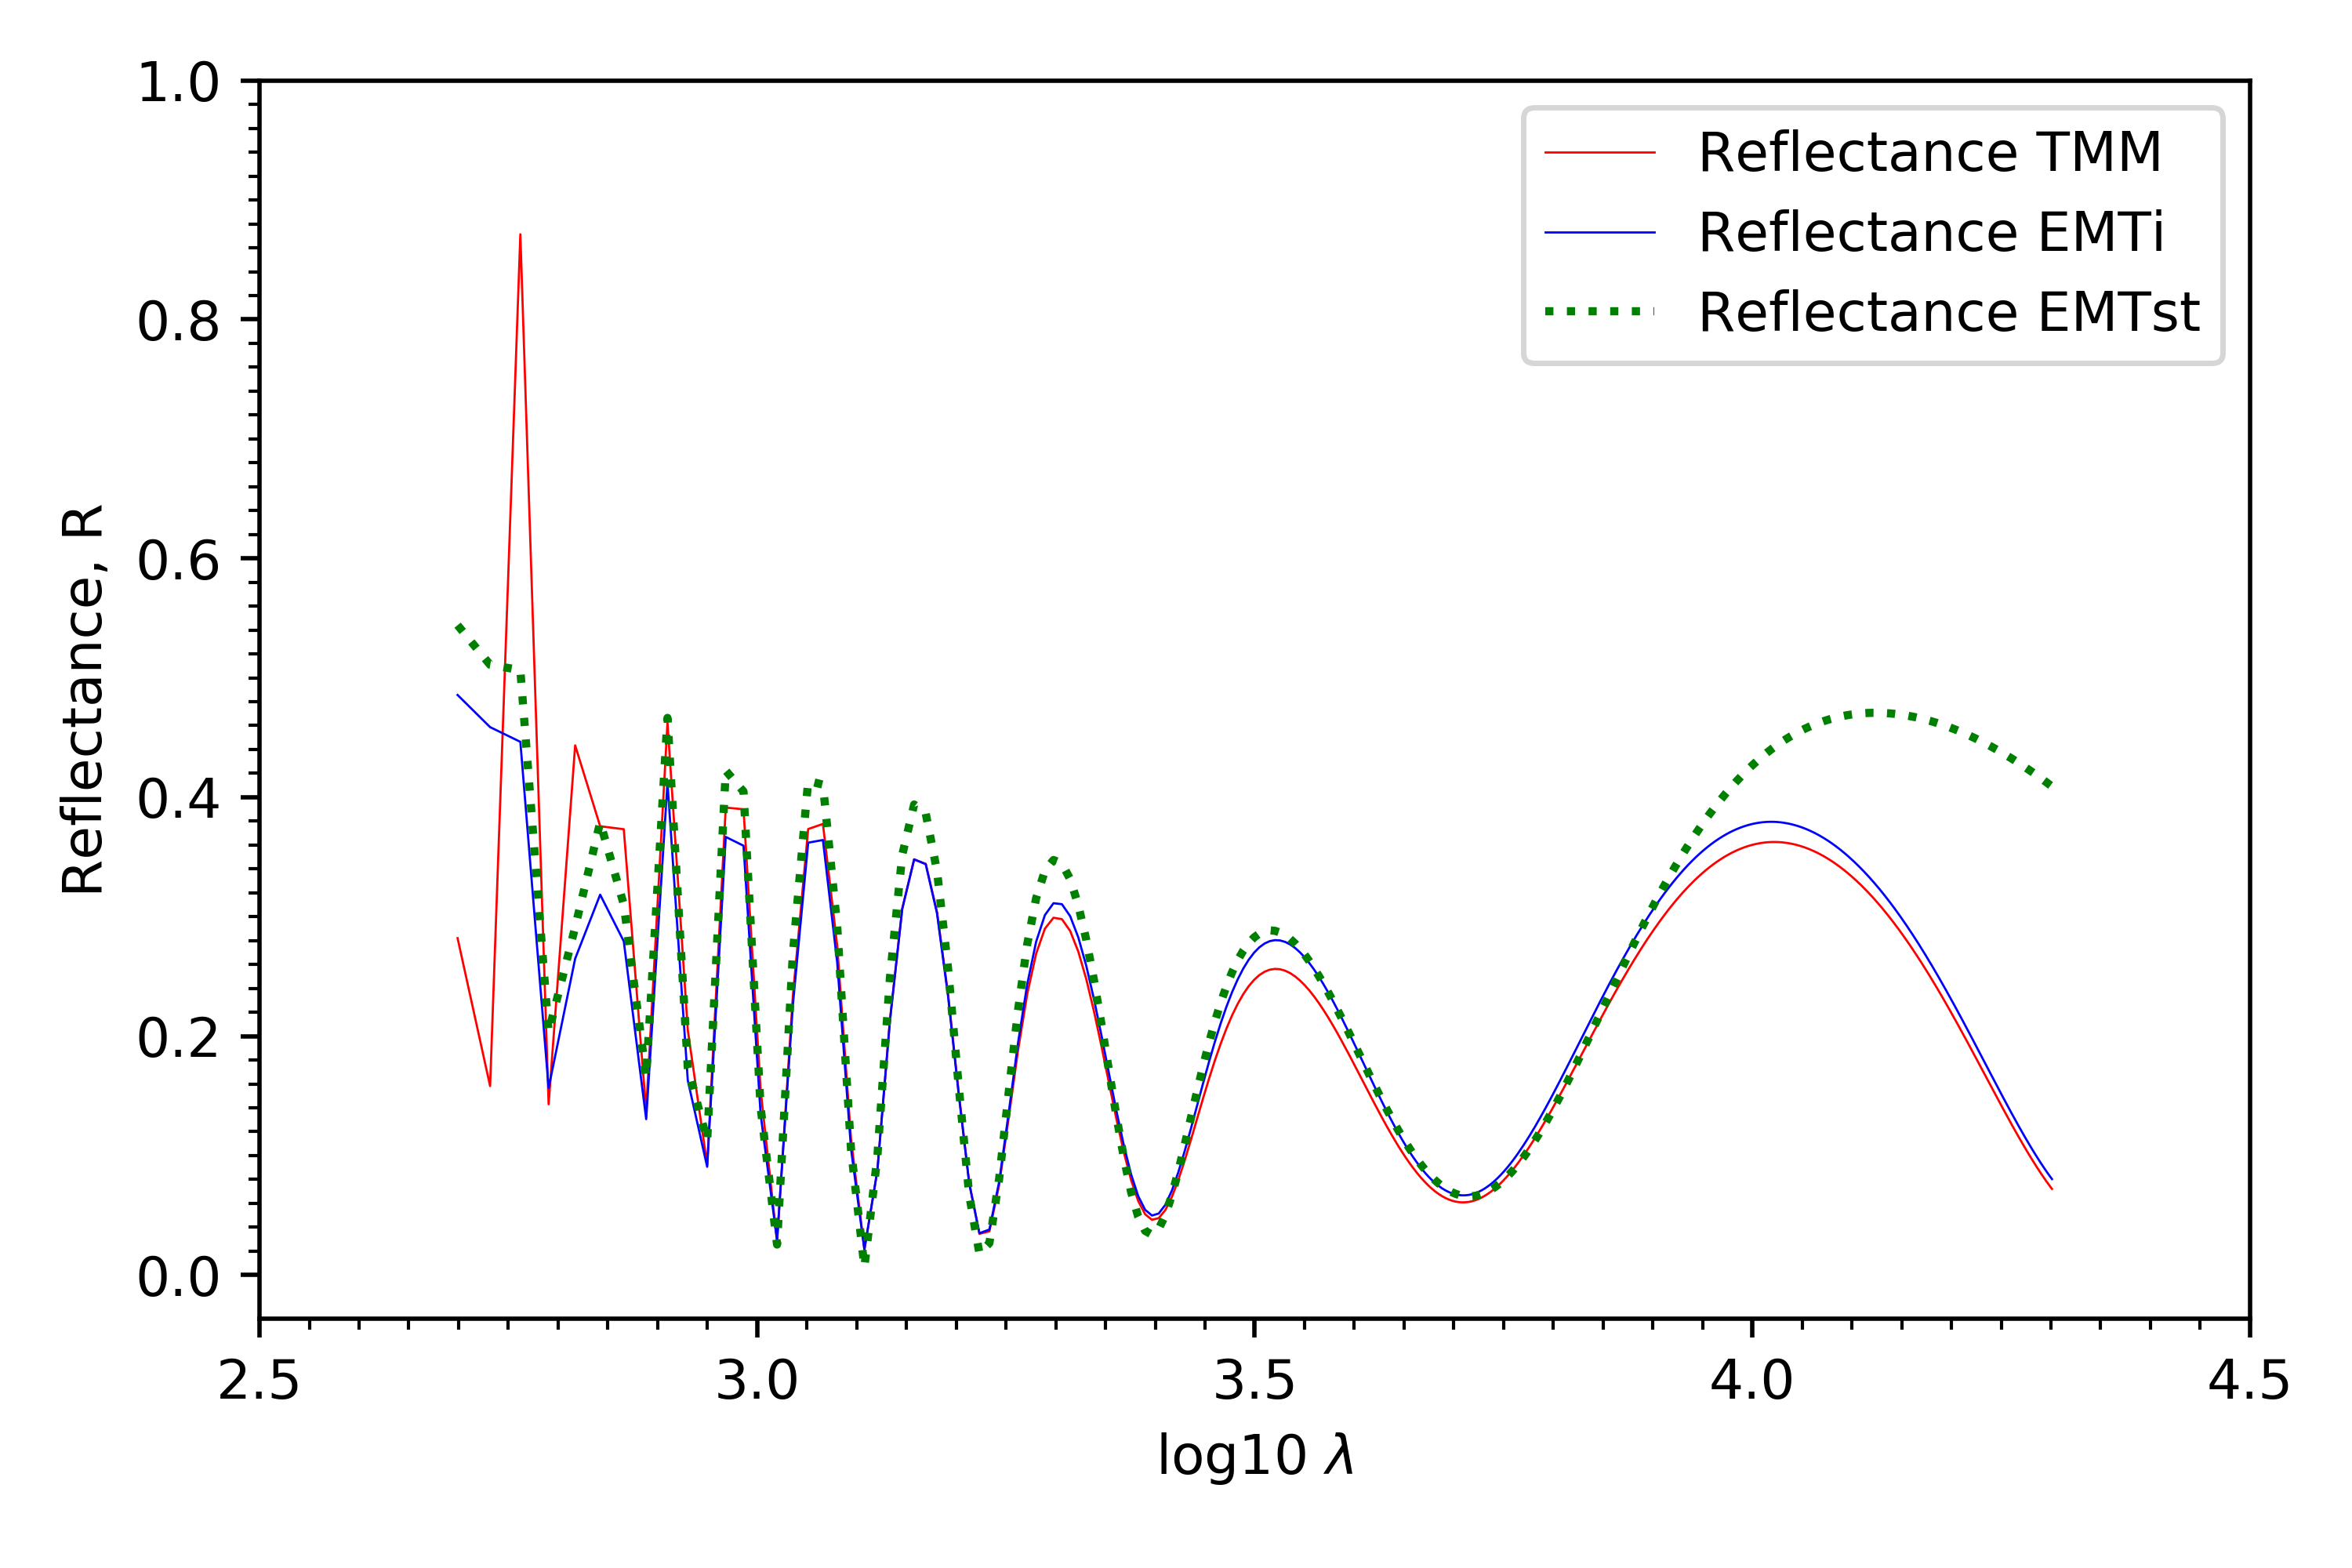 1.0
0.8
0.6
0.4
0.2
0.0
Reflectance, R
Reflectance TMM
Reflectance EMTi
Reflectance EMTst
2.5 3.0 3.5 4.0 4.5
log10 λ